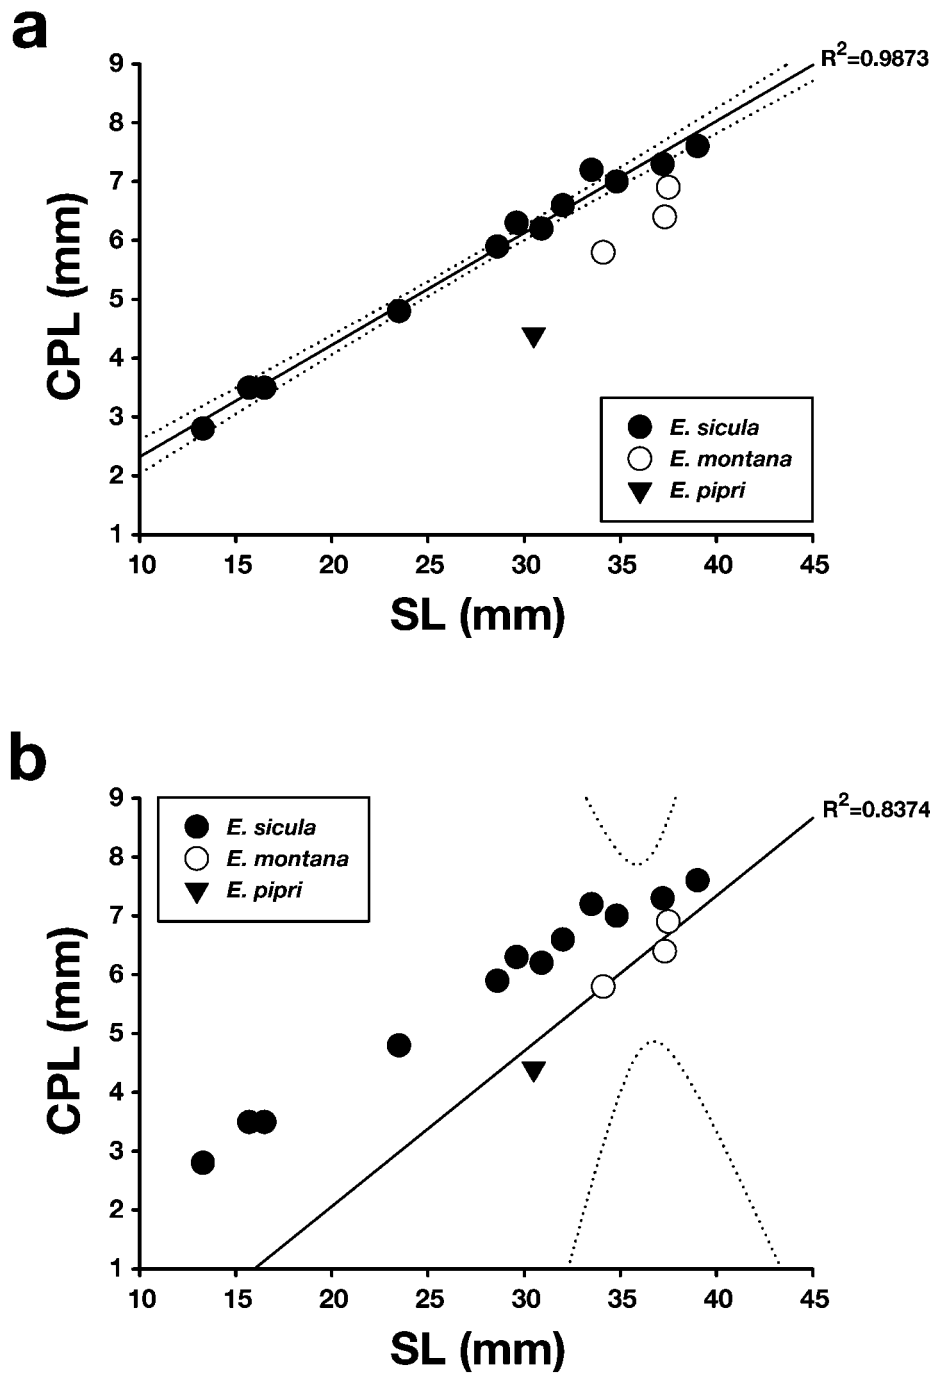 a
R²=0.9873
9
8
7
6
5
4
3
2
1
CPL (mm)
E. sicula
E. montana
E. pipri
10 15 20 25 30 35 40 45
SL (mm)
b
R²=0.8374
9
8
7
6
5
4
3
2
1
CPL (mm)
E. sicula
E. montana
E. pipri
10 15 20 25 30 35 40 45
SL (mm)